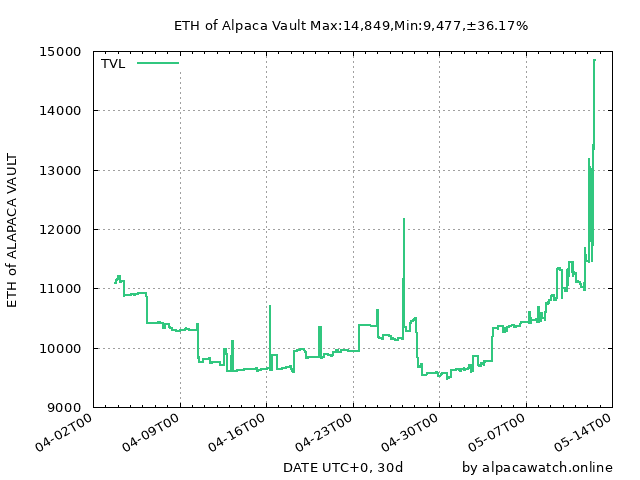 ETH of Alpaca Vault Max:14,849,Min:9,477,±36.17%
TVL
15000
14000
13000
12000
11000
10000
9000
ETH of ALAPACA VAULT
04-02T00
04-09T00
04-16T00
04-23T00
04-30T00
05-07T00
05-14T00
DATE UTC+0, 30d
by alpacawatch.online